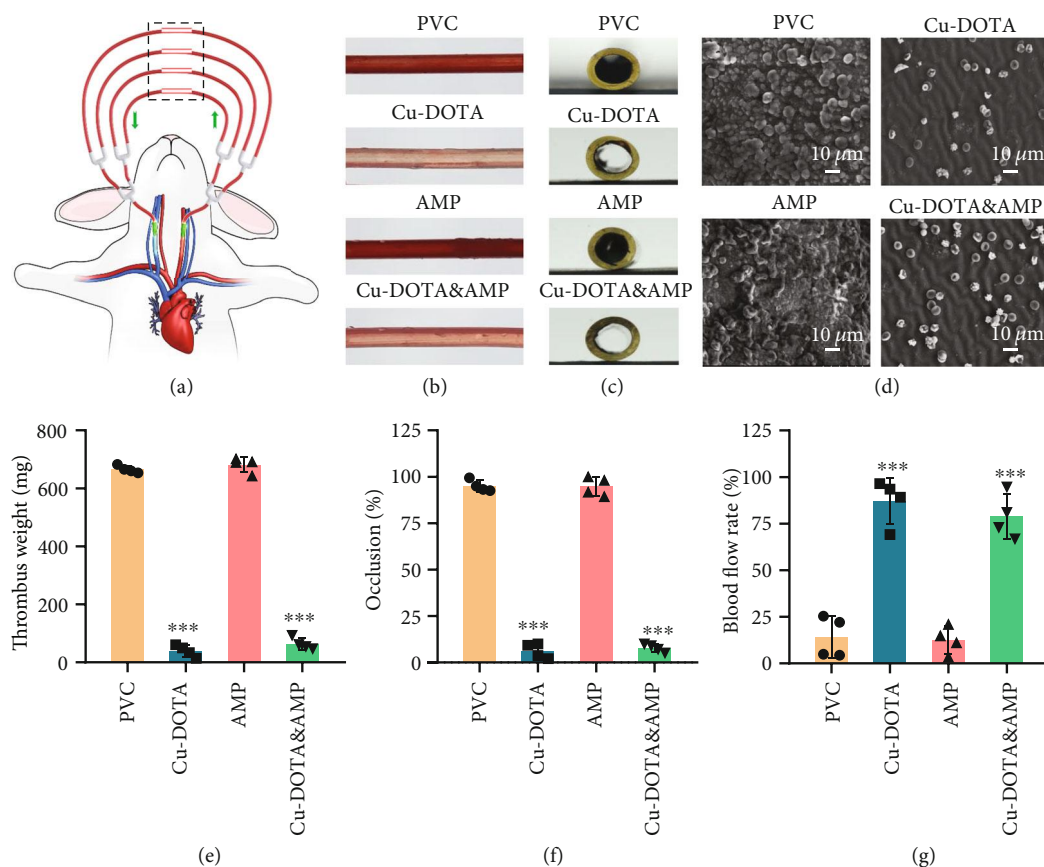 PVC
Cu-DOTA
AMP
Cu-DOTA&AMP
(a)
(b)
PVC
Cu-DOTA
AMP
Cu-DOTA&AMP
(c)
PVC
10 μm
Cu-DOTA
10 μm
AMP
10 μm
Cu-DOTA&AMP
10 μm
(d)
Thrombus weight (mg)
800
600
400
200
0
***
***
PVC
Cu-DOTA
AMP
Cu-DOTA&AMP
(e)
Occlusion (%)
125
100
75
50
25
0
***
***
PVC
Cu-DOTA
AMP
Cu-DOTA&AMP
(f)
Blood flow rate (%)
125
100
75
50
25
0
***
***
PVC
Cu-DOTA
AMP
Cu-DOTA&AMP
(g)